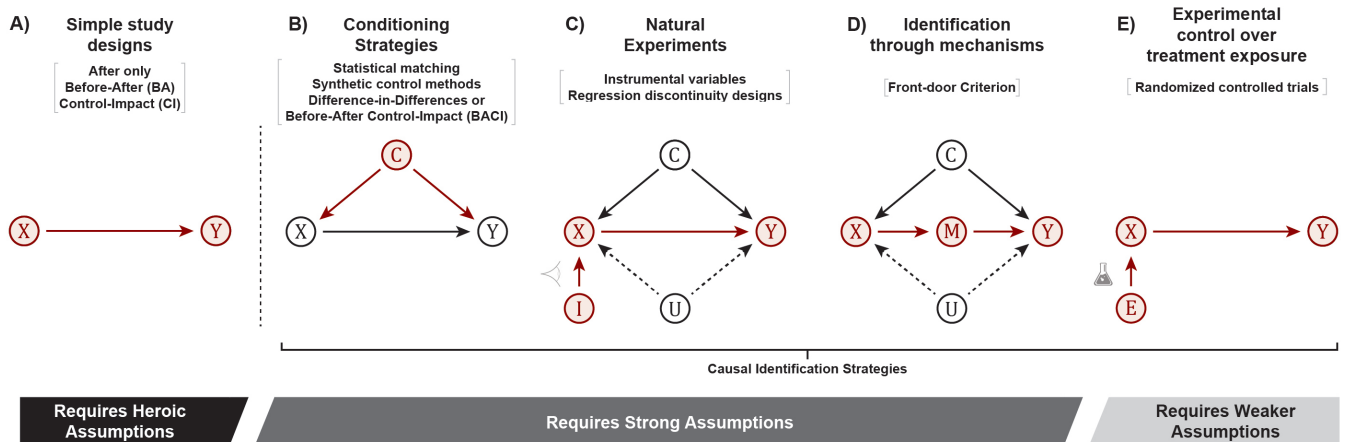 A)
Simple study
designs
After only
Before-After (BA)
Control-Impact (CI)
X
Y
B)
Conditioning
Strategies
Statistical matching
Synthetic control methods
Difference-in-Differences or
Before-After Control-Impact (BACI)
C
X
Y
C)
Natural
Experiments
Instrumental variables
Regression discontinuity designs
C
X
Y
I
U
D)
Identification
through mechanisms
Front-door Criterion
C
X
M
Y
U
E)
Experimental
control over
treatment exposure
Randomized controlled trials
X
Y
E
Causal Identification Strategies
Requires Heroic
Assumptions
Requires Strong Assumptions
Requires Weaker
Assumptions